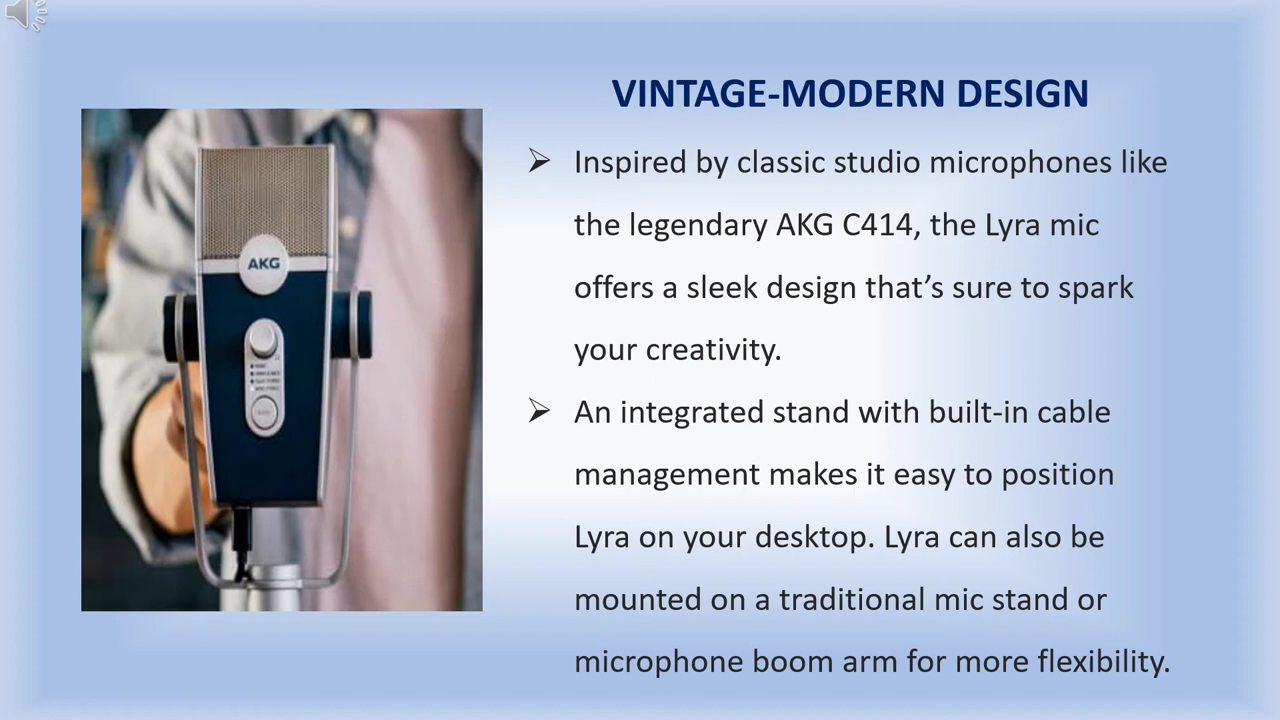 VINTAGE-MODERN DESIGN
Inspired by classic studio microphones like
the legendary AKG C414, the Lyra mic
offers a sleek design that’s sure to spark
your creativity.
An integrated stand with built-in cable
management makes it easy to position
Lyra on your desktop. Lyra can also be
mounted on a traditional mic stand or
microphone boom arm for more flexibility.
AKG